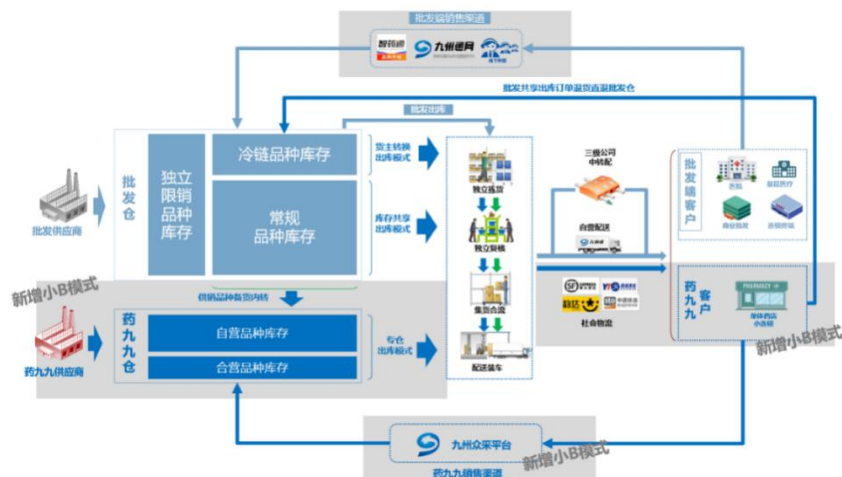 批发端销售渠道
智药通
九州通网
批发共享出库订单退货直退批发仓
批发出库
批发仓
独立
限销
品种
库存
冷链品种库存
常规
品种库存
货主转换
出库模式
库存共享
出库模式
独立拣货
独立复核
集货合流
配送装车
三级公司
中转配
自营配送
社会物流
批发端客户
医院
基层医疗
商业批发
连锁终端
批发供应商
新增小B模式
供销品种备货内转
药九九供应商
药九九仓
自营品种库存
合营品种库存
专仓
出库模式
药九九
客户
PHARMACY
单体药店
小连锁
新增小B模式
九州众采平台
新增小B模式
药九九销售渠道